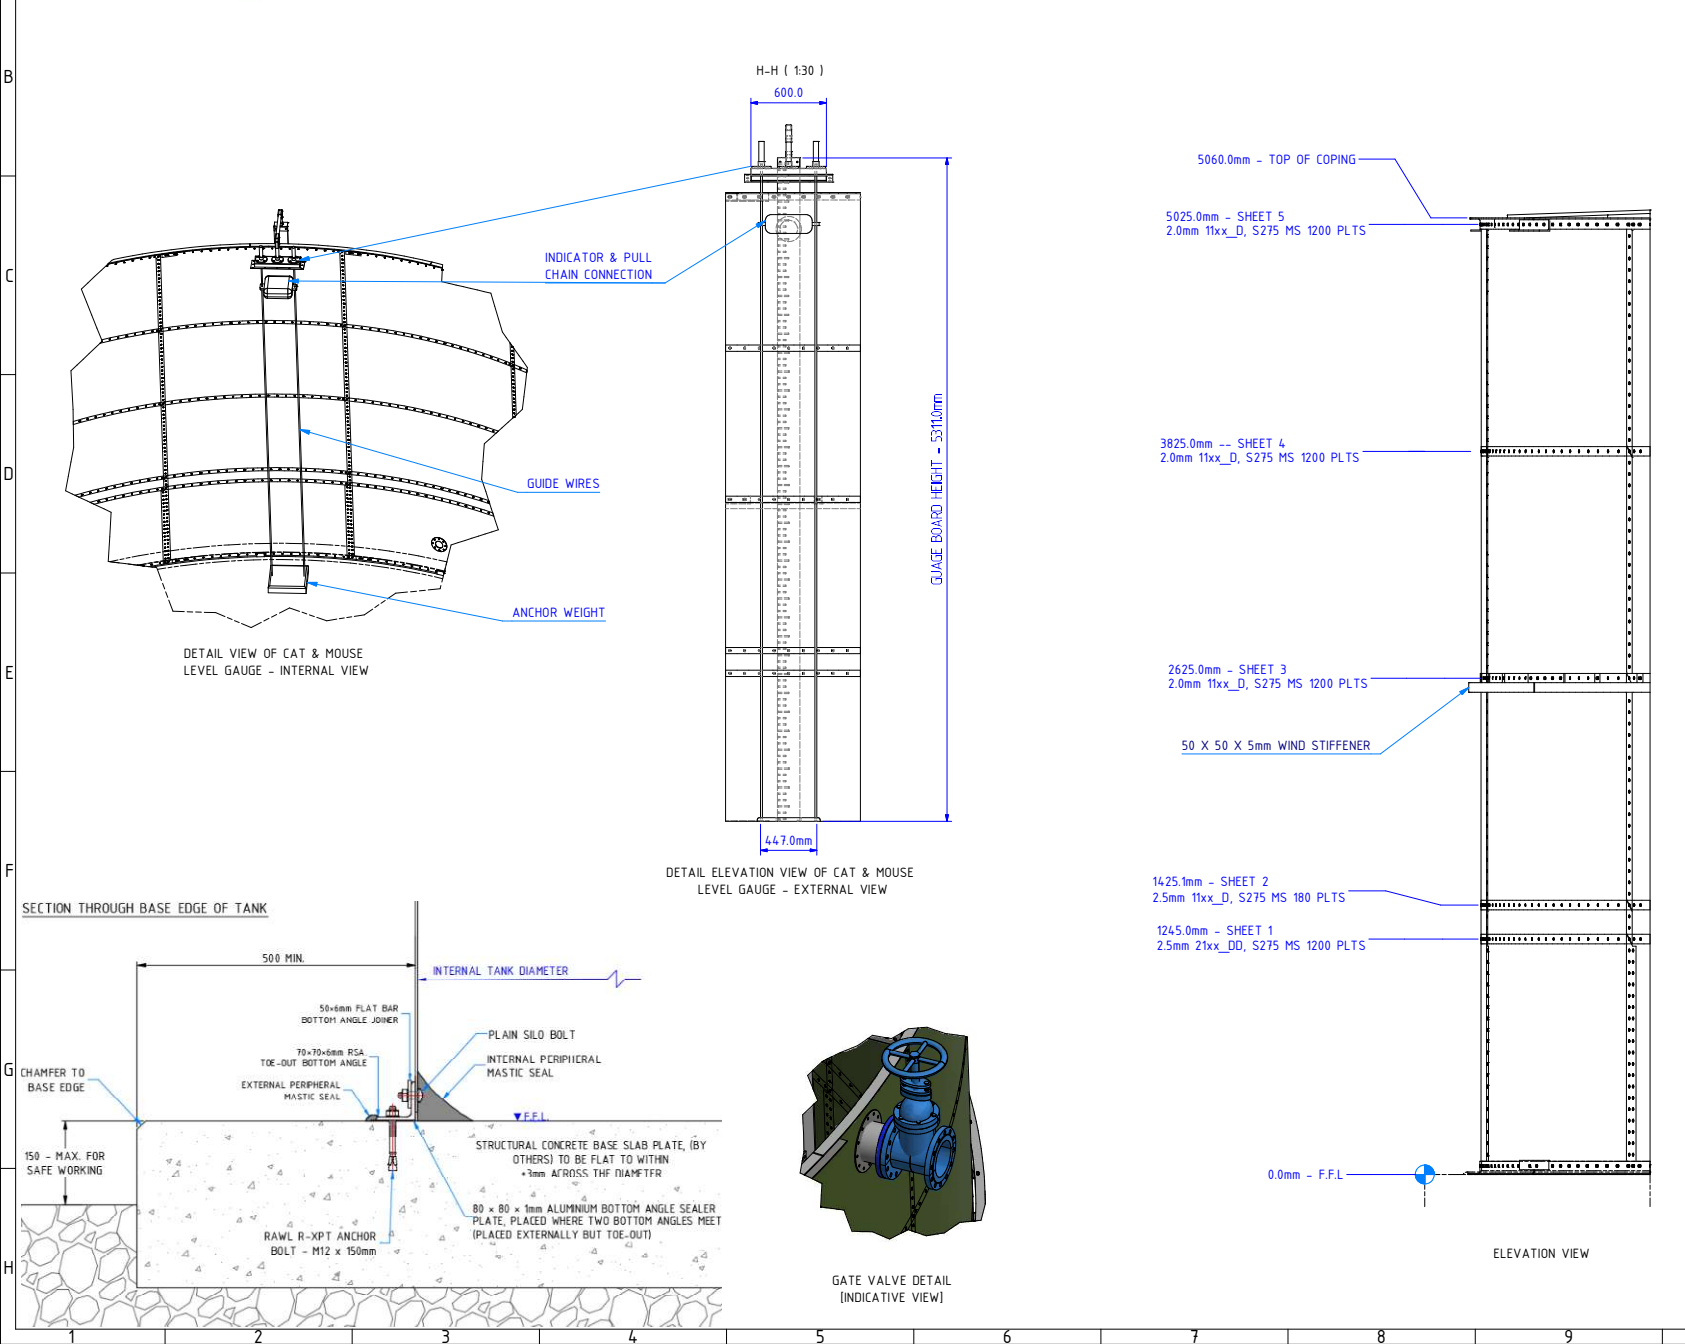 B
C
D
E
F
G
H
H-H ( 1:30 )
600.0
INDICATOR & PULL
CHAIN CONNECTION
GUIDE WIRES
ANCHOR WEIGHT
DETAIL VIEW OF CAT & MOUSE
LEVEL GAUGE - INTERNAL VIEW
GUAGE BOARD HEIGHT - 5311.0mm
447.0mm
DETAIL ELEVATION VIEW OF CAT & MOUSE
LEVEL GAUGE - EXTERNAL VIEW
5060.0mm - TOP OF COPING
5025.0mm - SHEET 5
2.0mm 11xx_D, S275 MS 1200 PLTS
3825.0mm -- SHEET 4
2.0mm 11xx_D, S275 MS 1200 PLTS
2625.0mm - SHEET 3
2.0mm 11xx_D, S275 MS 1200 PLTS
50 X 50 X 5mm WIND STIFFENER
1425.1mm - SHEET 2
2.5mm 11xx_D, S275 MS 180 PLTS
1245.0mm - SHEET 1
2.5mm 21xx_DD, S275 MS 1200 PLTS
0.0mm - F.F.L
ELEVATION VIEW
SECTION THROUGH BASE EDGE OF TANK
500 MIN.
INTERNAL TANK DIAMETER
50x6mm FLAT BAR
BOTTOM ANGLE JOINER
PLAIN SILO BOLT
70x70x6mm RSA
TOE-OUT BOTTOM ANGLE
INTERNAL PERIPHERAL
MASTIC SEAL
CHAMFER TO
BASE EDGE
EXTERNAL PERIPHERAL
MASTIC SEAL
F.F.L.
150 - MAX. FOR
SAFE WORKING
STRUCTURAL CONCRETE BASE SLAB PLATE, (BY
OTHERS) TO BE FLAT TO WITHIN
+3mm ACROSS THE DIAMETER
80 x 80 x 1mm ALUMNIUM BOTTOM ANGLE SEALER
PLATE, PLACED WHERE TWO BOTTOM ANGLES MEET
(PLACED EXTERNALLY BUT TOE-OUT)
RAWL R-XPT ANCHOR
BOLT - M12 x 150mm
GATE VALVE DETAIL
[INDICATIVE VIEW]
1
2
3
4
5
6
7
8
9